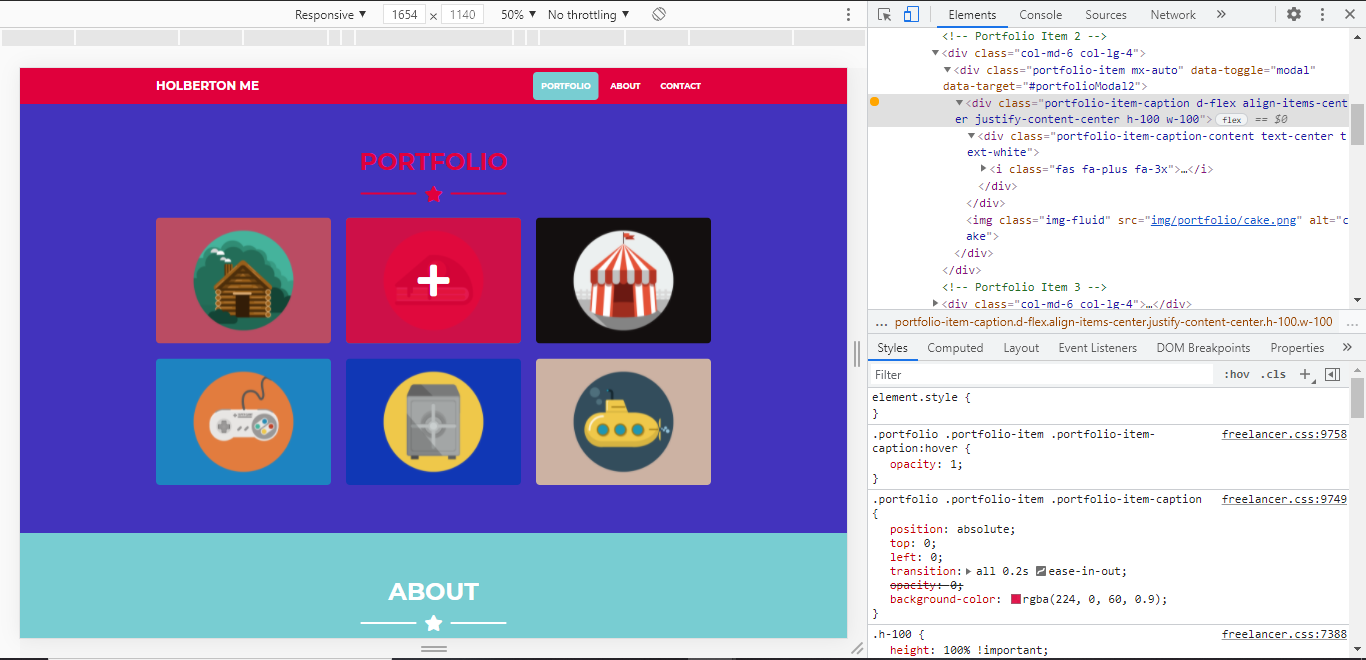 Responsive ▼ 1654 × 1140 50% ▼ No throttling ▼
HOLBERTON ME
PORTFOLIO ABOUT CONTACT
PORTFOLIO
ABOUT
Elements Console Sources Network »
<!-- Portfolio Item 2 -->
▼<div class="col-md-6 col-lg-4">
▼<div class="portfolio-item mx-auto" data-toggle="modal"
data-target="#portfolioModal2">
▼<div class="portfolio-item-caption d-flex align-items-cent
er justify-content-center h-100 w-100"> flex == $0
▼<div class="portfolio-item-caption-content text-center t
ext-white">
▶<i class="fas fa-plus fa-3x">…</i>
</div>
</div>
<img class="img-fluid" src="img/portfolio/cake.png" alt="c
ake">
</div>
</div>
<!-- Portfolio Item 3 -->
▶<div class="col-md-6 col-lg-4">…</div>
... portfolio-item-caption.d-flex.align-items-center.justify-content-center.h-100.w-100 ...
Styles Computed Layout Event Listeners DOM Breakpoints Properties »
Filter :hov .cls +
element.style {
}
.portfolio .portfolio-item .portfolio-item- freelancer.css:9758
caption:hover {
opacity: 1;
}
.portfolio .portfolio-item .portfolio-item-caption freelancer.css:9749
{
position: absolute;
top: 0;
left: 0;
transition: ▶ all 0.2s ease-in-out;
opacity: 0;
background-color: rgba(224, 0, 60, 0.9);
}
.h-100 { freelancer.css:7388
height: 100% !important;